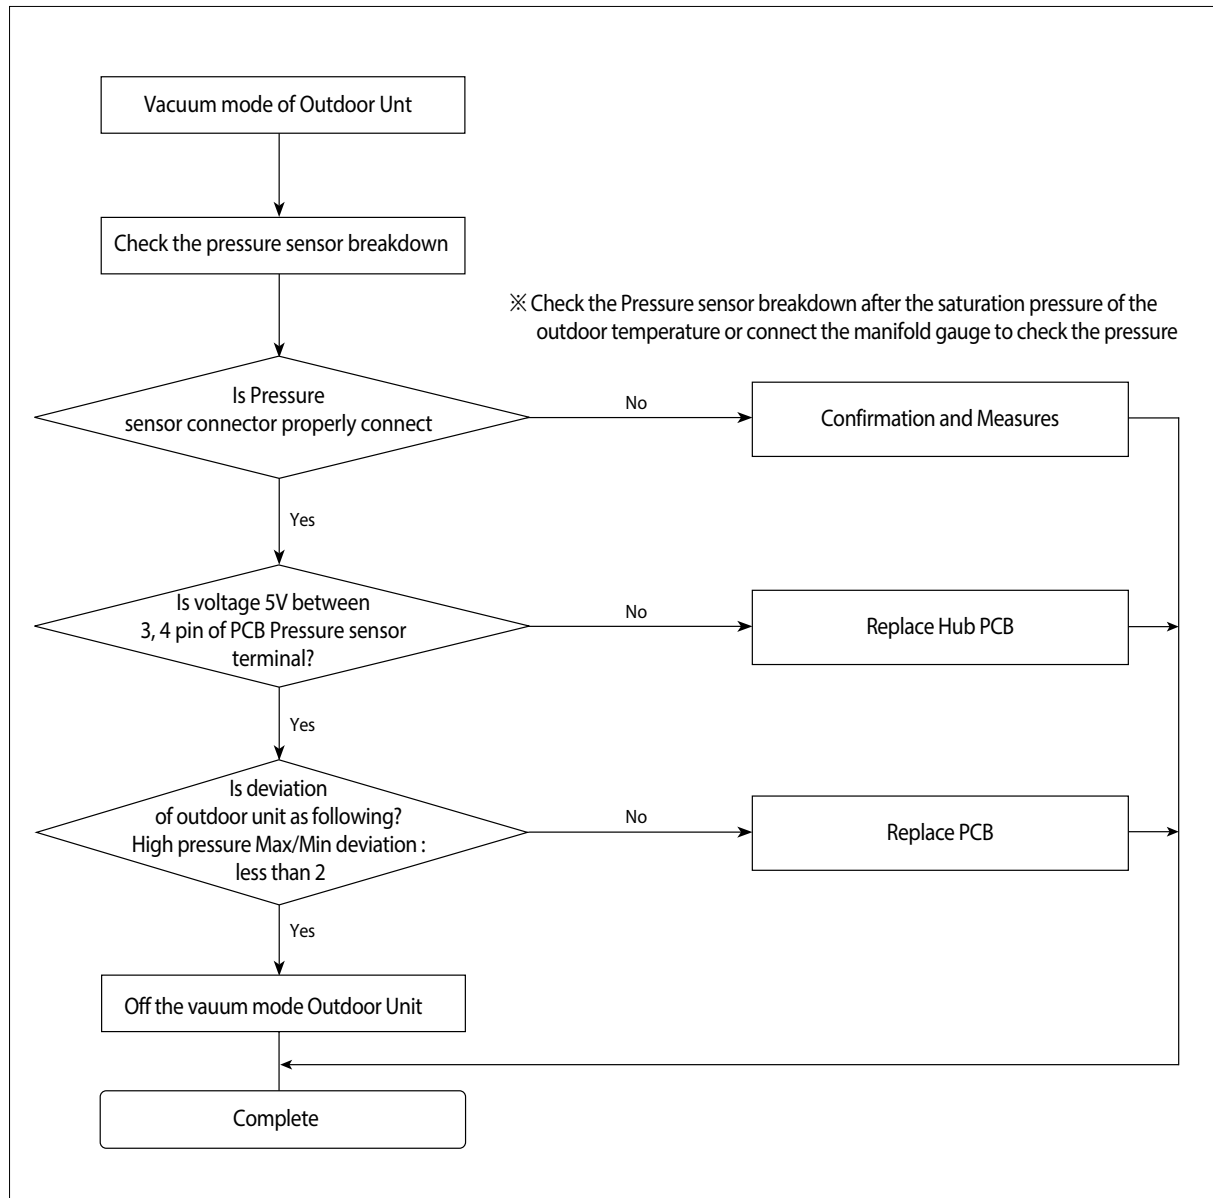 Vacuum mode of Outdoor Unt
Check the pressure sensor breakdown
※ Check the Pressure sensor breakdown after the saturation pressure of the
outdoor temperature or connect the manifold gauge to check the pressure
Is Pressure
sensor connector properly connect
No
Confirmation and Measures
Yes
Is voltage 5V between
3, 4 pin of PCB Pressure sensor
terminal?
No
Replace Hub PCB
Yes
Is deviation
of outdoor unit as following?
High pressure Max/Min deviation :
less than 2
No
Replace PCB
Yes
Off the vauum mode Outdoor Unit
Complete